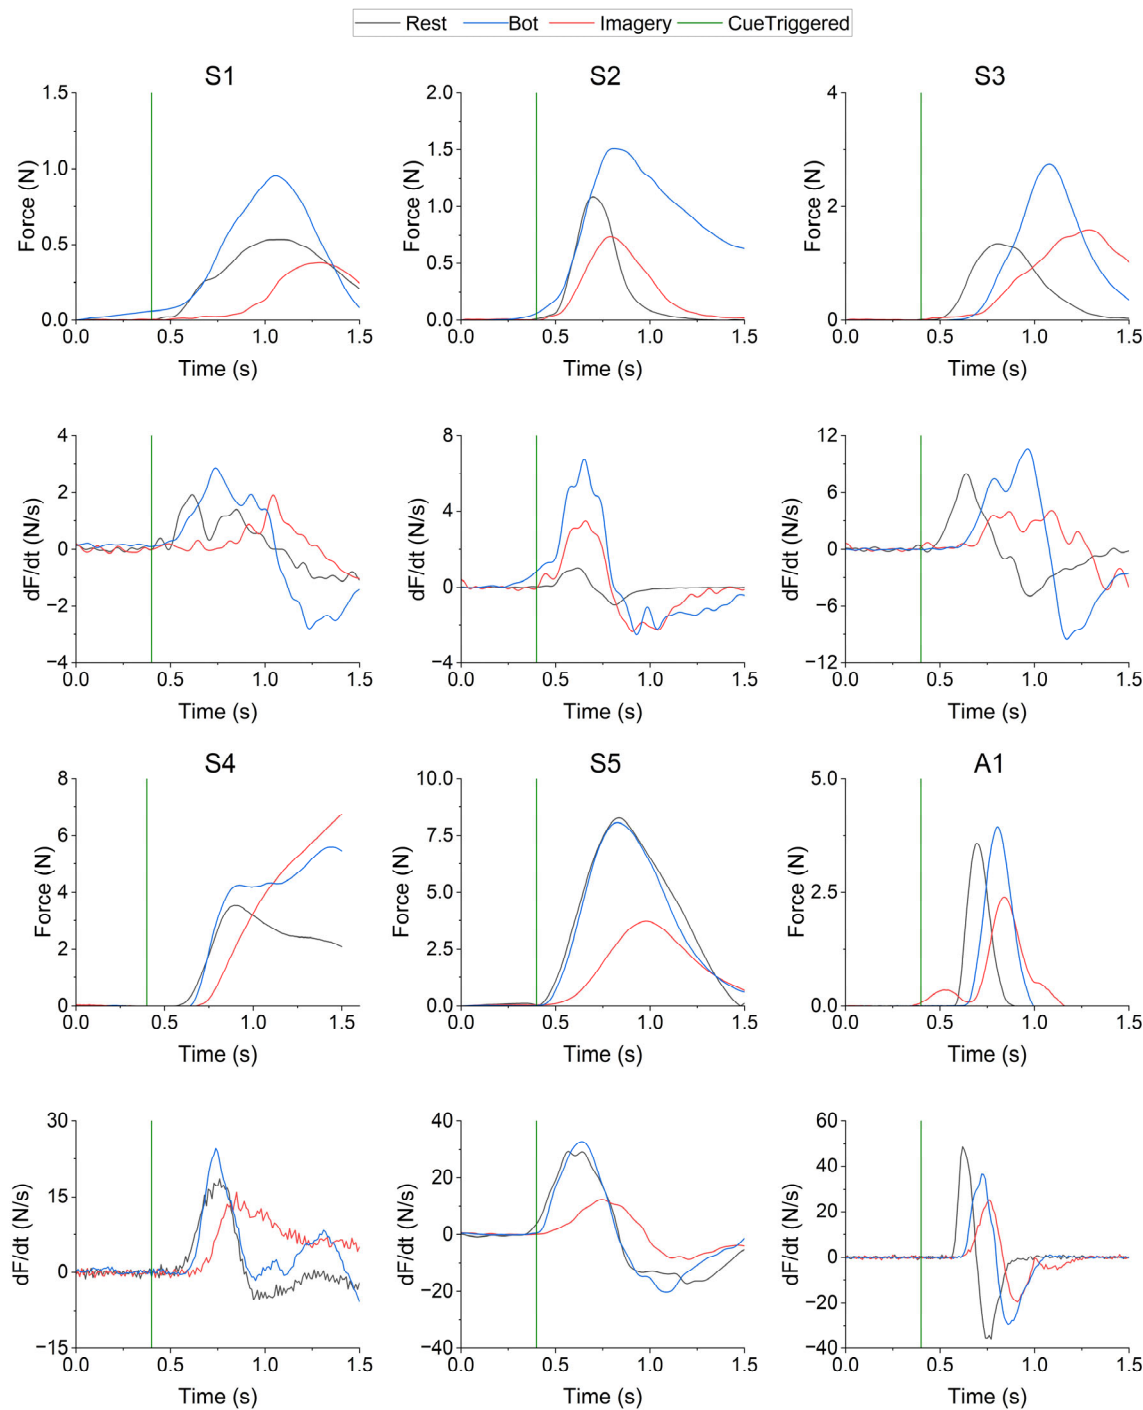 Rest Bot Imagery CueTriggered
S1 S2 S3
1.5 2.0 4
1.5
1.0 1.0 2
0.5 0.5
0.0 0.0 0
Force (N) Force (N) Force (N)
0.0 0.5 1.0 1.5 0.0 0.5 1.0 1.5 0.0 0.5 1.0 1.5
Time (s) Time (s) Time (s)
4 8 12
2 4 6
0 0 0
−2 −6
−4 −4 −12
dF/dt (N/s) dF/dt (N/s) dF/dt (N/s)
0.0 0.5 1.0 1.5 0.0 0.5 1.0 1.5 0.0 0.5 1.0 1.5
Time (s) Time (s) Time (s)
S4 S5 A1
8 10.0 5.0
6 7.5
4 5.0 2.5
2 2.5
0 0.0 0.0
Force (N) Force (N) Force (N)
0.0 0.5 1.0 1.5 0.0 0.5 1.0 1.5 0.0 0.5 1.0 1.5
Time (s) Time (s) Time (s)
30 40 60
40
15 20 20
0 0 0
−20 −20
−15 −40 −40
dF/dt (N/s) dF/dt (N/s) dF/dt (N/s)
0.0 0.5 1.0 1.5 0.0 0.5 1.0 1.5 0.0 0.5 1.0 1.5
Time (s) Time (s) Time (s)